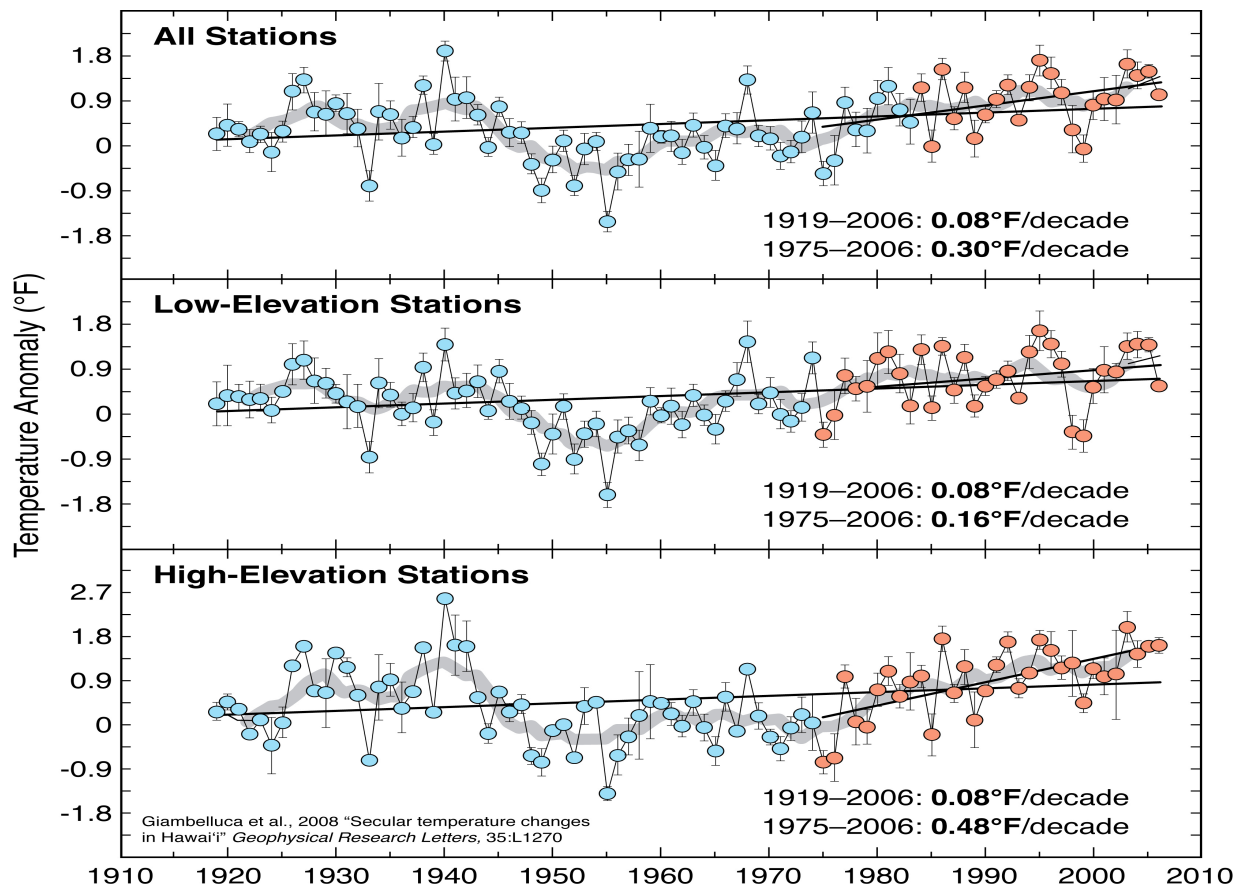 All Stations
1.8
0.9
0
-0.9
-1.8
1919–2006: 0.08°F/decade
1975–2006: 0.30°F/decade
Temperature Anomaly (°F)
Low-Elevation Stations
1.8
0.9
0
-0.9
-1.8
1919–2006: 0.08°F/decade
1975–2006: 0.16°F/decade
High-Elevation Stations
2.7
1.8
0.9
0
-0.9
-1.8
1919–2006: 0.08°F/decade
1975–2006: 0.48°F/decade
Giambelluca et al., 2008 “Secular temperature changes
in Hawai‘i” Geophysical Research Letters, 35:L1270
1910 1920 1930 1940 1950 1960 1970 1980 1990 2000 2010